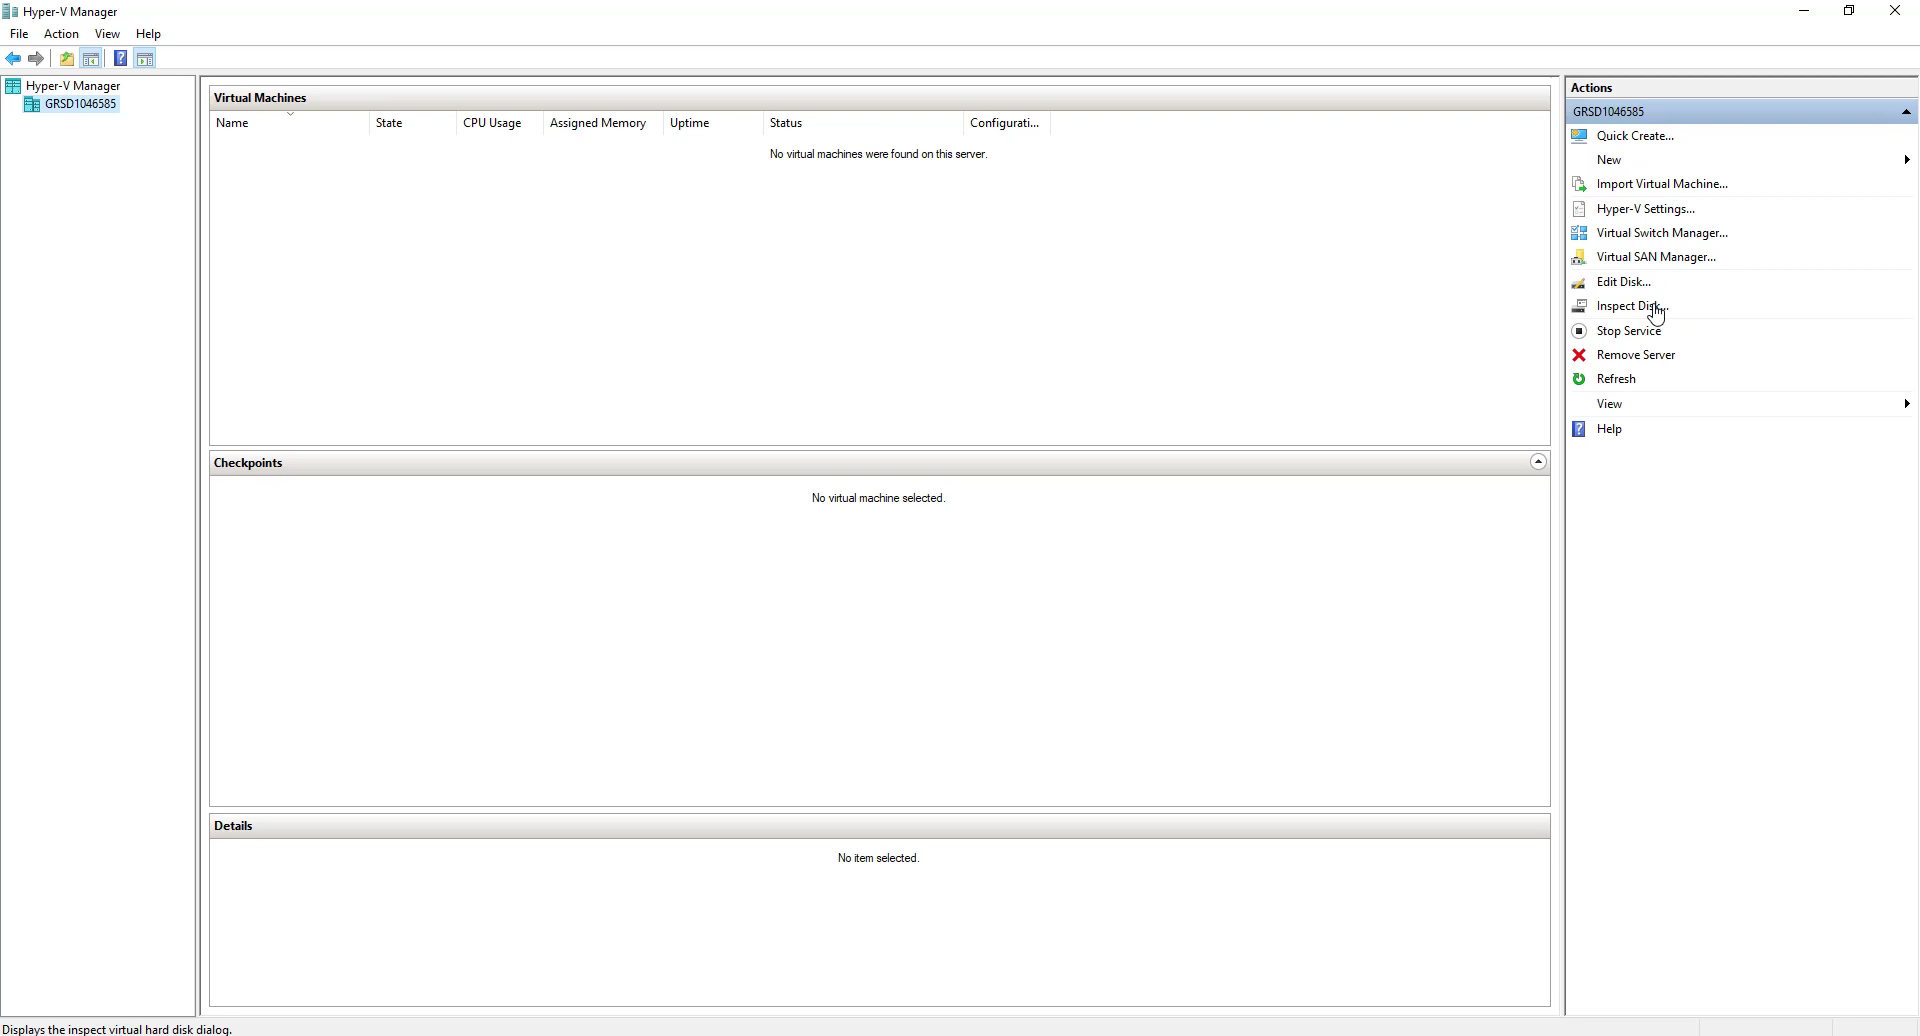 Hyper-V Manager
File Action View Help
Hyper-V Manager
GRSD1046585
Virtual Machines
Name State CPU Usage Assigned Memory Uptime Status Configurati...
No virtual machines were found on this server.
Checkpoints
No virtual machine selected.
Details
No item selected.
Actions
GRSD1046585
Quick Create...
New
Import Virtual Machine...
Hyper-V Settings...
Virtual Switch Manager...
Virtual SAN Manager...
Edit Disk...
Inspect Disk...
Stop Service
Remove Server
Refresh
View
Help
Displays the inspect virtual hard disk dialog.